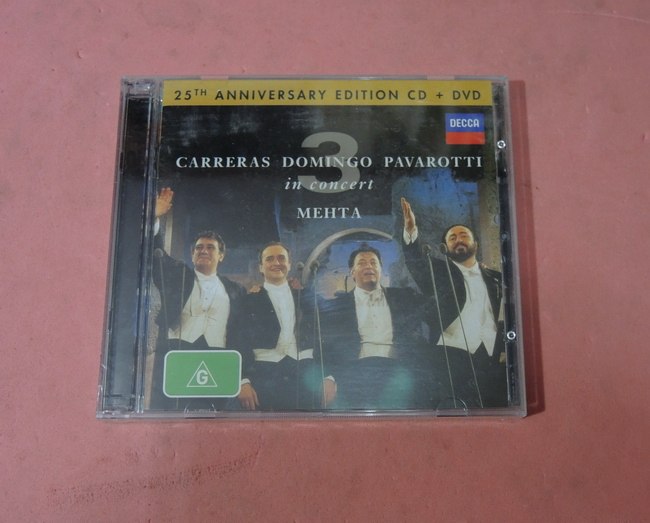 25TH ANNIVERSARY EDITION CD + DVD
DECCA
3
CARRERAS DOMINGO PAVAROTTI
in concert
MEHTA
G